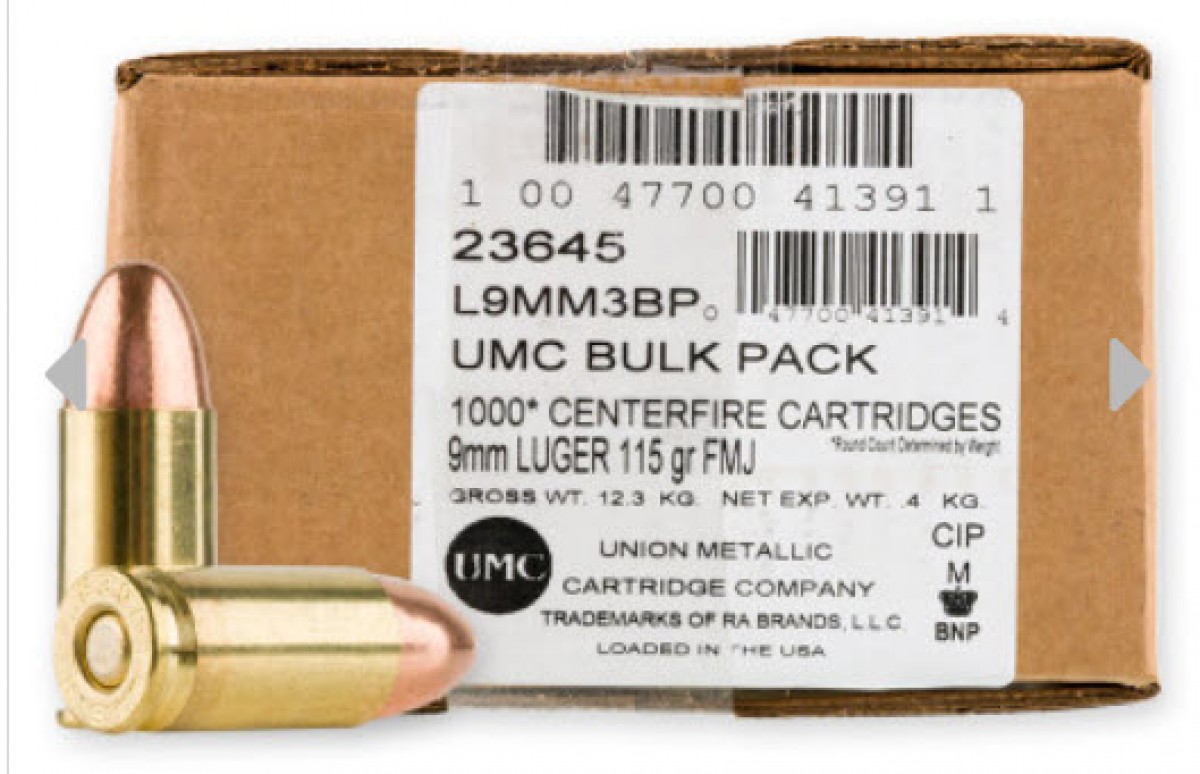 1 00 47700 41391 1
23645
L9MM3BP
0 47700 41391 4
UMC BULK PACK
1000* CENTERFIRE CARTRIDGES
9mm LUGER 115 gr FMJ
*Round Count Determined by Weight
GROSS WT. 12.3 KG. NET EXP. WT. .4 KG.
UMC
UNION METALLIC
CARTRIDGE COMPANY
TRADEMARKS OF RA BRANDS, L.L.C.
LOADED IN THE USA
CIP
M
BNP